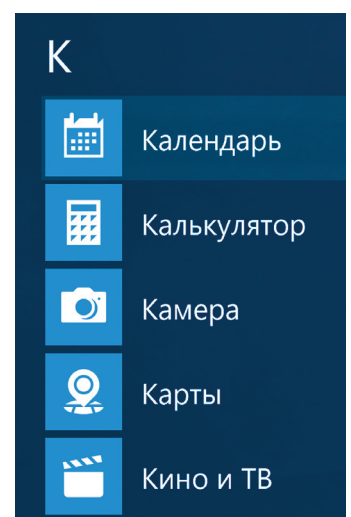 К
Календарь
Калькулятор
Камера
Карты
Кино и ТВ